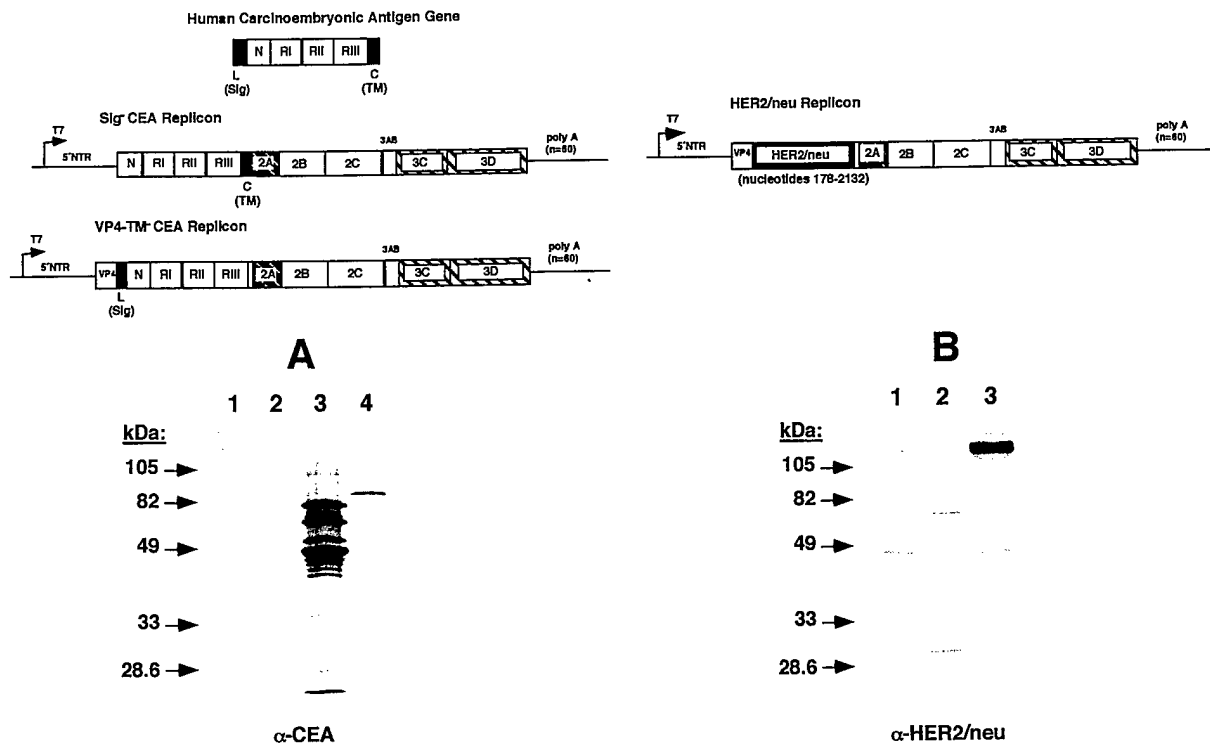 Human Carcinoembryonic Antigen Gene
N RI RII RIII
L C
(Sig) (TM)
Sig- CEA Replicon
T7
5'NTR
3AB
poly A
(n=60)
N RI RII RIII 2A 2B 2C 3C 3D
C
(TM)
VP4-TM- CEA Replicon
T7
5'NTR
3AB
poly A
(n=60)
VP4 N RI RII RIII 2A 2B 2C 3C 3D
L
(Sig)
A
1 2 3 4
kDa:
105
82
49
33
28.6
α-CEA
HER2/neu Replicon
T7
5'NTR
3AB
poly A
(n=60)
VP4 HER2/neu 2A 2B 2C 3C 3D
(nucleotides 178-2132)
B
1 2 3
kDa:
105
82
49
33
28.6
α-HER2/neu